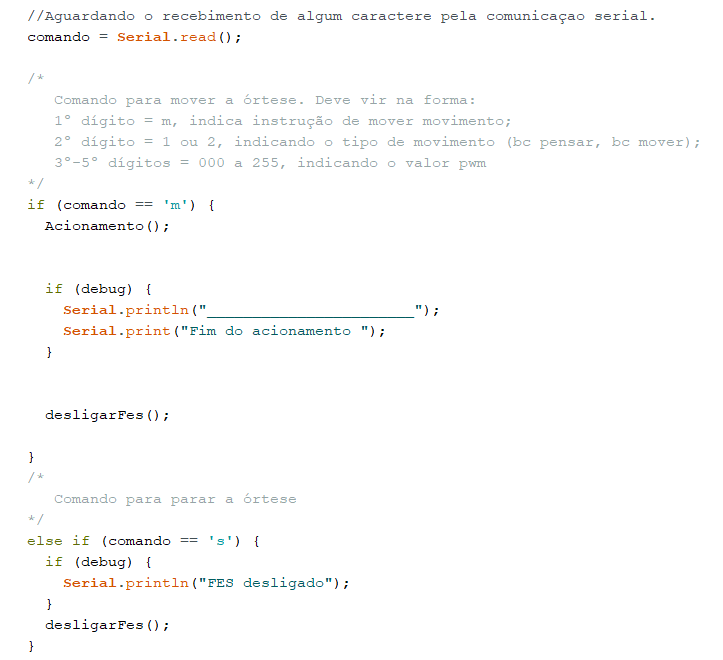 //Aguardando o recebimento de algum caractere pela comunicaçao serial.
comando = Serial.read();
/*
Comando para mover a órtese. Deve vir na forma:
1° dígito = m, indica instrução de mover movimento;
2° dígito = 1 ou 2, indicando o tipo de movimento (bc pensar, bc mover);
3°-5° dígitos = 000 a 255, indicando o valor pwm
*/
if (comando == 'm') {
Acionamento();
if (debug) {
Serial.println("_______________________");
Serial.print("Fim do acionamento ");
}
desligarFes();
}
/*
Comando para parar a órtese
*/
else if (comando == 's') {
if (debug) {
Serial.println("FES desligado");
}
desligarFes();
}